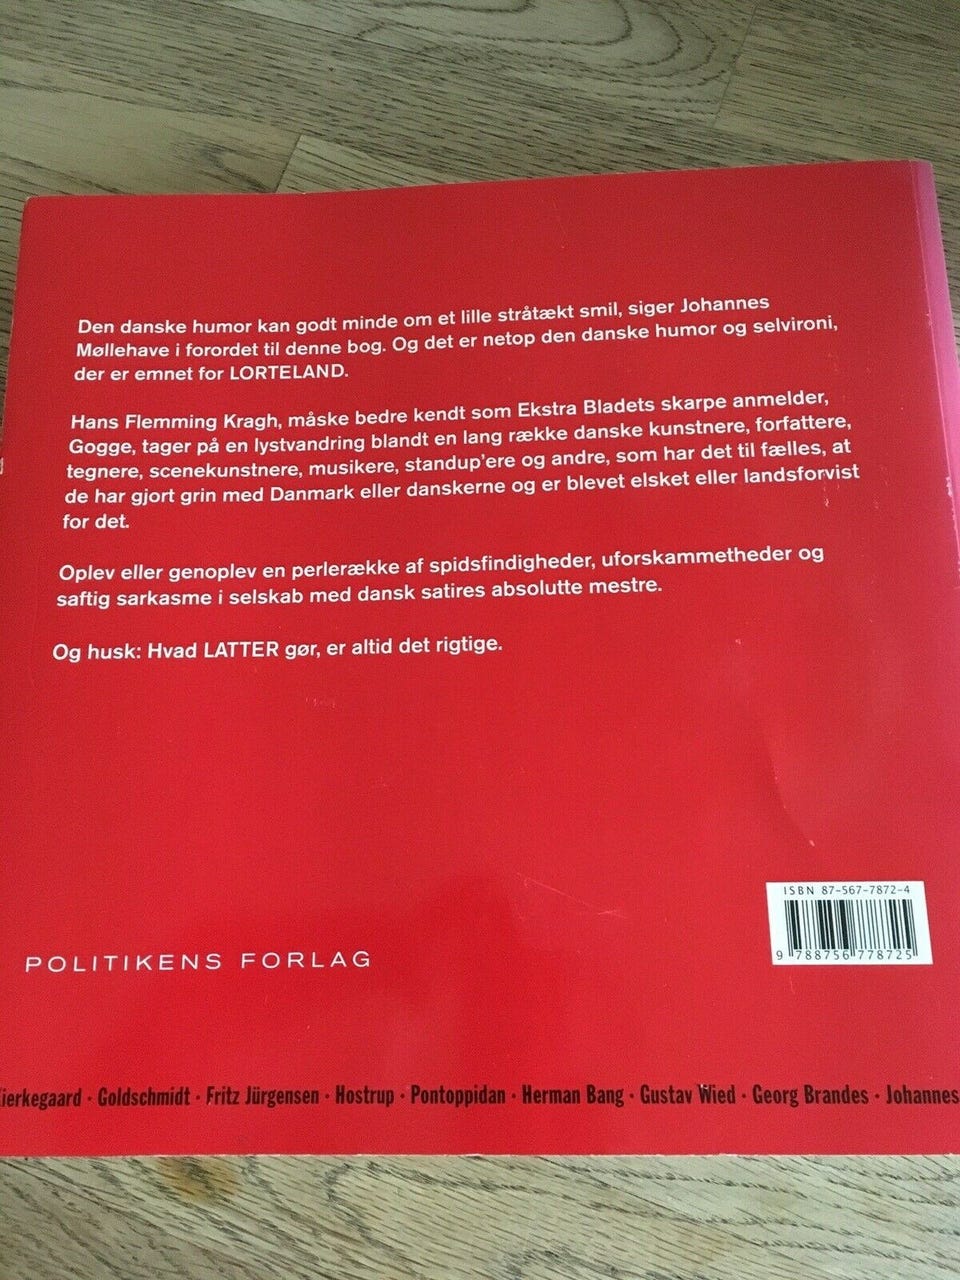 Den danske humor kan godt minde om et lille stråtækt smil, siger Johannes
Møllehave i forordet til denne bog. Og det er netop den danske humor og selvironi,
der er emnet for LORTELAND.
Hans Flemming Kragh, måske bedre kendt som Ekstra Bladets skarpe anmelder,
Gogge, tager på en lystvandring blandt en lang række danske kunstnere, forfattere,
tegnere, scenekunstnere, musikere, standup'ere og andre, som har det til fælles, at
de har gjort grin med Danmark eller danskerne og er blevet elsket eller landsforvist
for det.
Oplev eller genoplev en perlerække af spidsfindigheder, uforskammetheder og
saftig sarkasme i selskab med dansk satires absolutte mestre.
Og husk: Hvad LATTER gør, er altid det rigtige.
ISBN 87-567-7872-4
9 788756 778725
POLITIKENS FORLAG
ierkegaard · Goldschmidt · Fritz Jürgensen · Hostrup · Pontoppidan · Herman Bang · Gustav Wied · Georg Brandes · Johannes